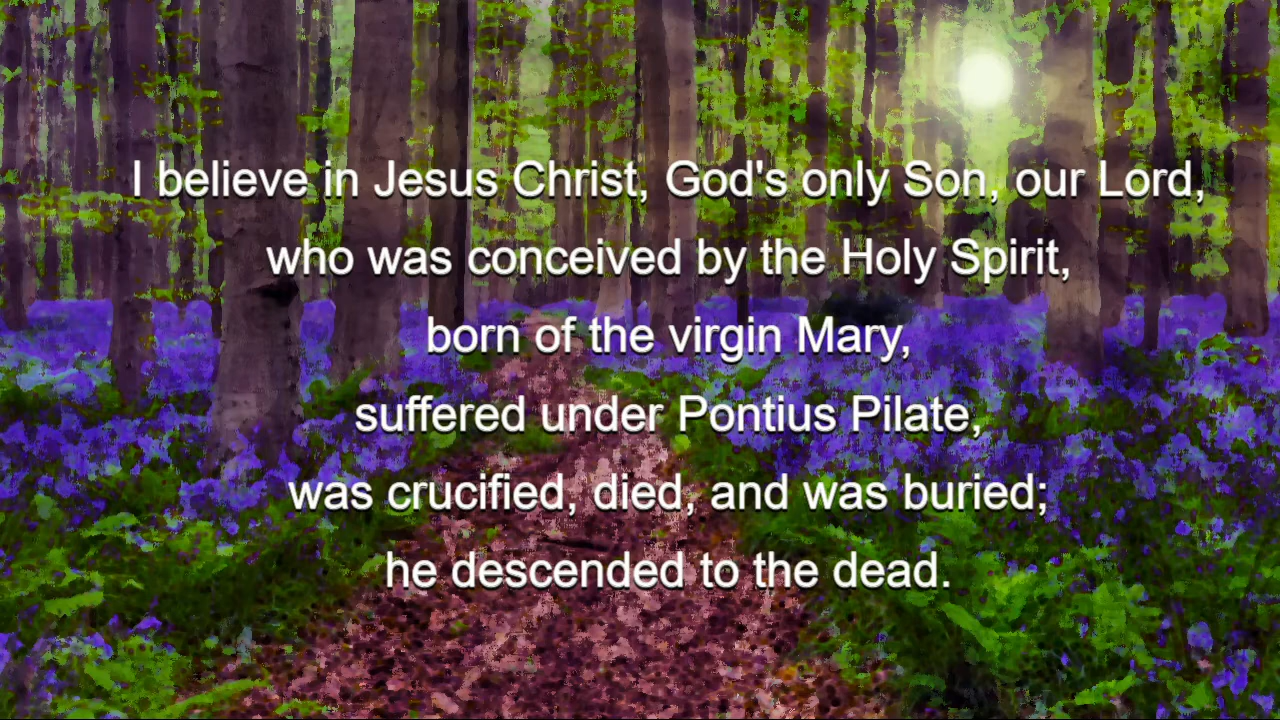 I believe in Jesus Christ, God's only Son, our Lord,
who was conceived by the Holy Spirit,
born of the virgin Mary,
suffered under Pontius Pilate,
was crucified, died, and was buried;
he descended to the dead.